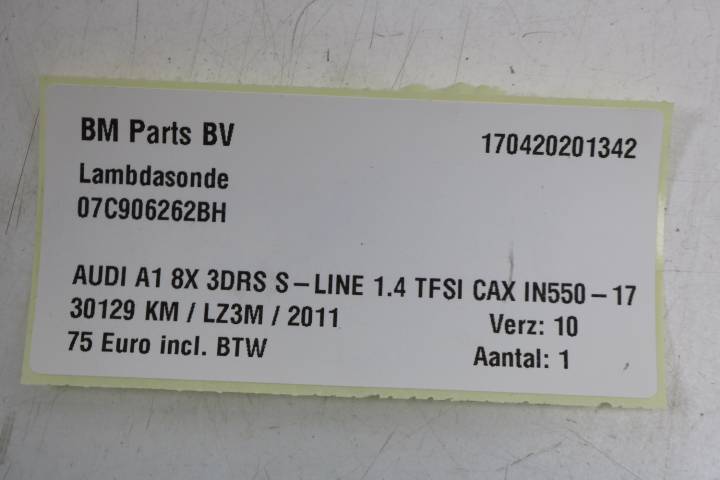 BM Parts BV 170420201342
Lambdasonde
07C906262BH
AUDI A1 8X 3DRS S-LINE 1.4 TFSI CAX IN550-17
30129 KM / LZ3M / 2011 Verz: 10
75 Euro incl. BTW Aantal: 1